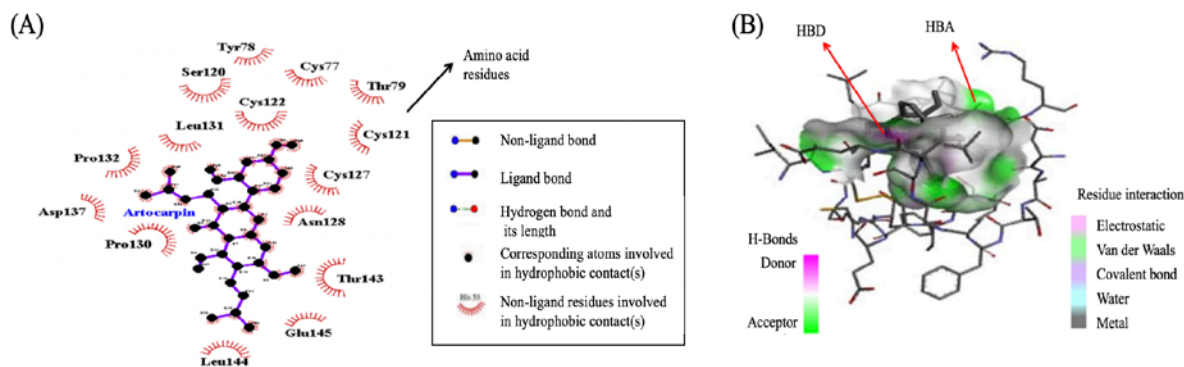 (A)
Tyr78
Ser120
Cys77
Thr79
Cys122
Leu131
Cys121
Pro132
Cys127
Asp137
Artocarpin
Asn128
Pro130
Thr143
Glu145
Leu144
Amino acid
residues
Non-ligand bond
Ligand bond
Hydrogen bond and
its length
Corresponding atoms involved
in hydrophobic contact(s)
His 53
Non-ligand residues involved
in hydrophobic contact(s)
(B)
HBD
HBA
H-Bonds
Donor
Acceptor
Residue interaction
Electrostatic
Van der Waals
Covalent bond
Water
Metal